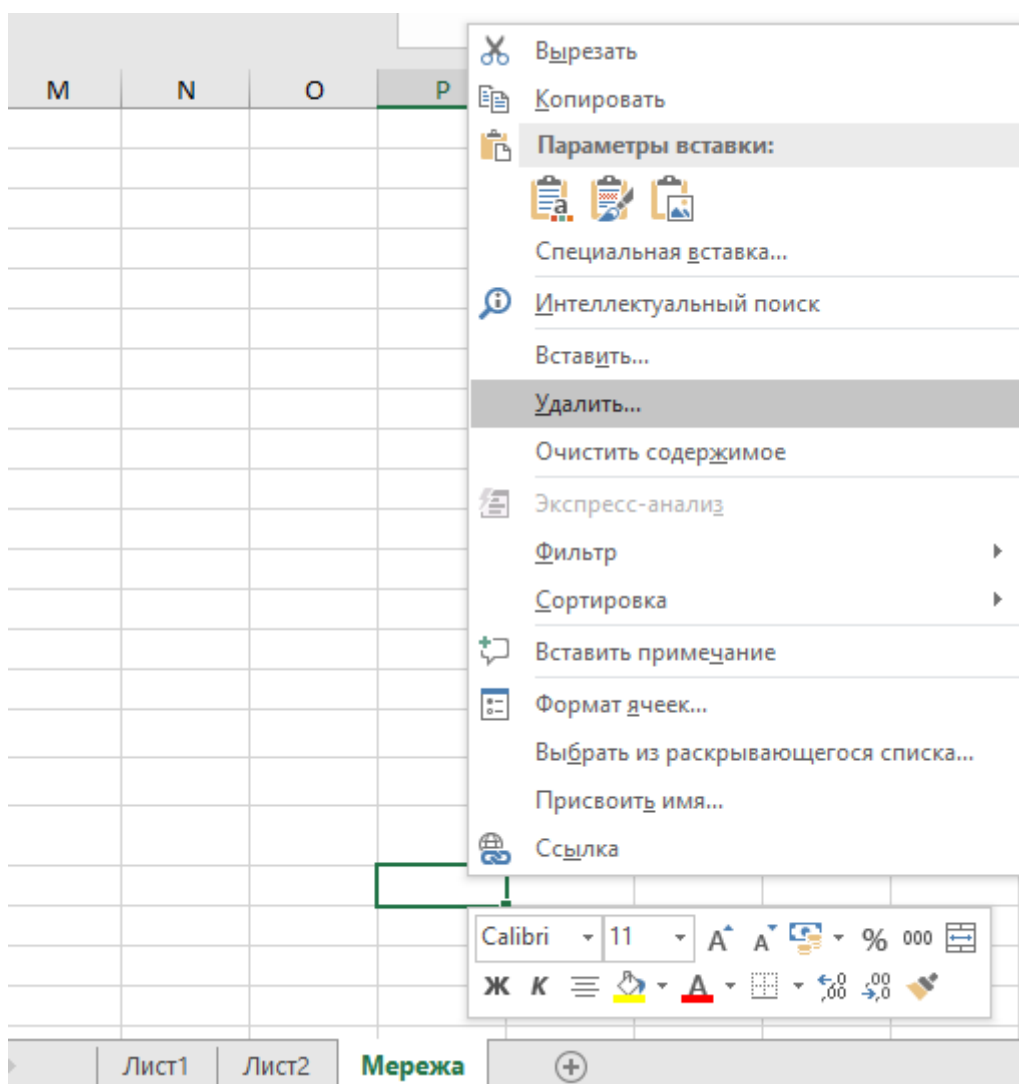 M N O P
Вырезать
Копировать
Параметры вставки:
a
Специальная вставка...
Интеллектуальный поиск
Вставить...
Удалить...
Очистить содержимое
Экспресс-анализ
Фильтр
Сортировка
Вставить примечание
Формат ячеек...
Выбрать из раскрывающегося списка...
Присвоить имя...
Ссылка
Calibri 11 A A % 000
Ж К A ,00 ,00 ,0
Лист1 Лист2 Мережа